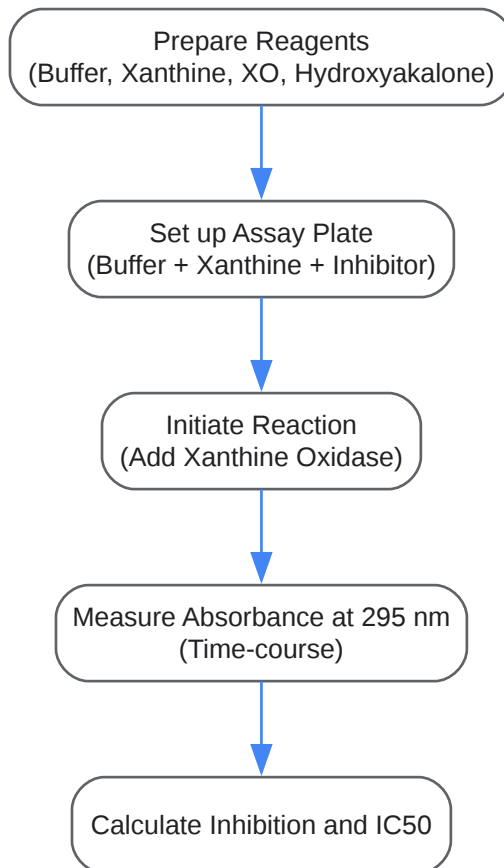 Prepare Reagents
(Buffer, Xanthine, XO, Hydroxyakalone)
Set up Assay Plate
(Buffer + Xanthine + Inhibitor)
Initiate Reaction
(Add Xanthine Oxidase)
Measure Absorbance at 295 nm
(Time-course)
Calculate Inhibition and IC50